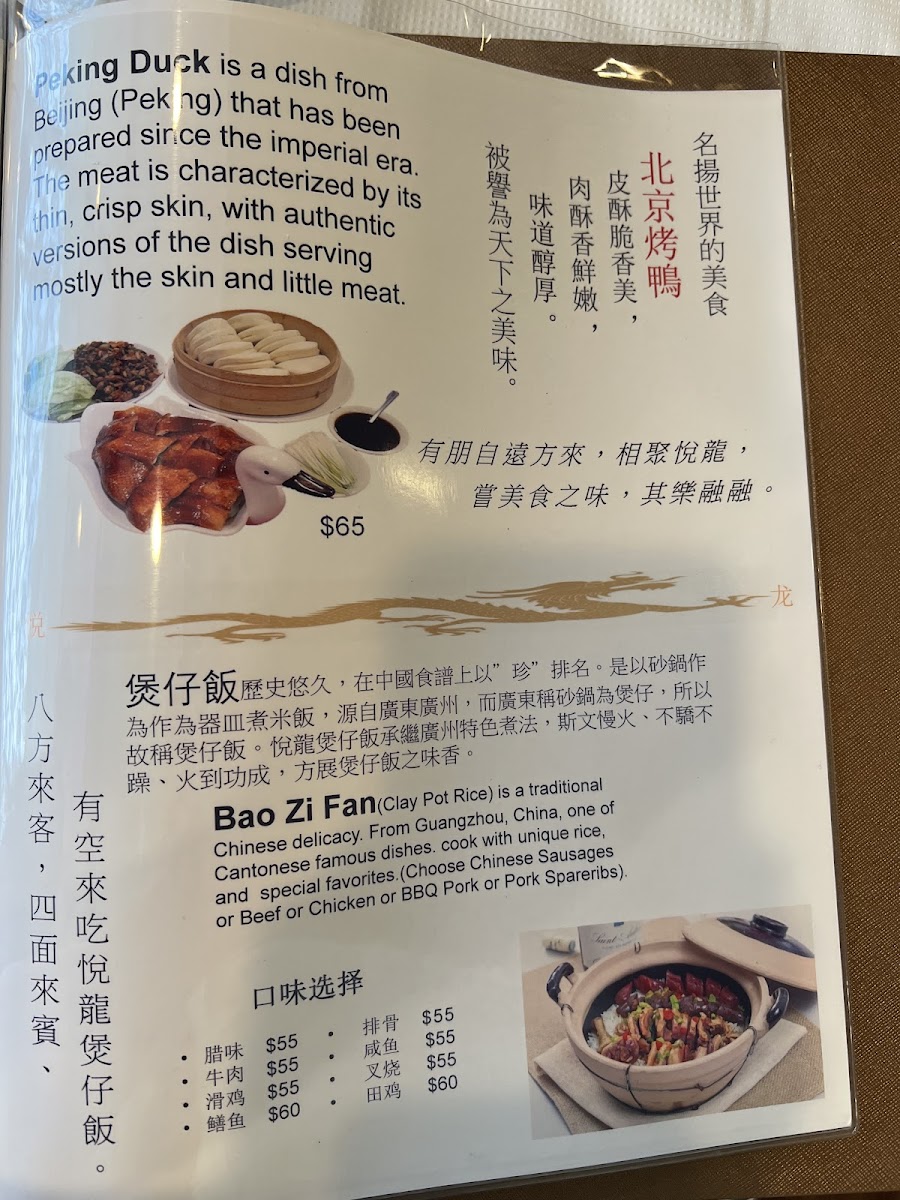 Peking Duck is a dish from
Beijing (Peking) that has been
prepared since the imperial era.
The meat is characterized by its
thin, crisp skin, with authentic
versions of the dish serving
mostly the skin and little meat.
名揚世界的美食
北京烤鴨
皮酥脆香美，
肉酥香鮮嫩，
味道醇厚。
被譽為天下之美味。
$65
有朋自遠方來，相聚悅龍，
嘗美食之味，其樂融融。
悦
龙
煲仔飯歷史悠久，在中國食譜上以”珍”排名。是以砂鍋作
為作為器皿煮米飯，源自廣東廣州，而廣東稱砂鍋為煲仔，所以
故稱煲仔飯。悅龍煲仔飯承繼廣州特色煮法，斯文慢火、不驕不
躁、火到功成，方展煲仔飯之味香。
Bao Zi Fan(Clay Pot Rice) is a traditional
Chinese delicacy. From Guangzhou, China, one of
Cantonese famous dishes. cook with unique rice,
and special favorites.(Choose Chinese Sausages
or Beef or Chicken or BBQ Pork or Pork Spareribs).
八方來客，四面來賓、
有空來吃悅龍煲仔飯。
口味选择
• 腊味 $55
• 牛肉 $55
• 滑鸡 $55
• 鳝鱼 $60
• 排骨 $55
• 咸鱼 $55
• 叉烧 $55
• 田鸡 $60